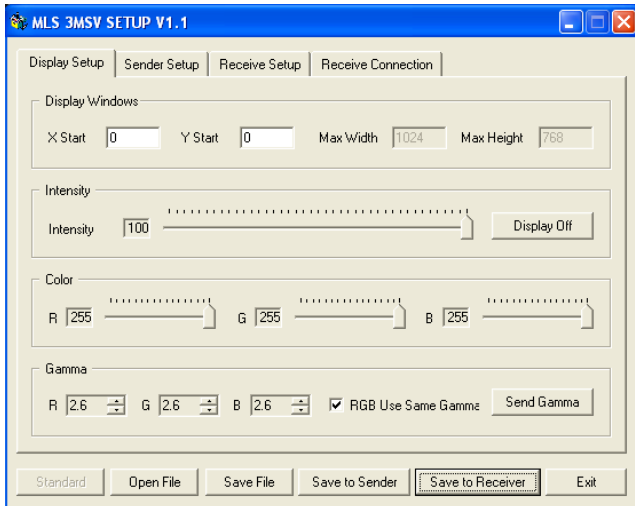 MLS 3MSV SETUP V1.1
Display Setup Sender Setup Receive Setup Receive Connection
Display Windows
X Start 0 Y Start 0 Max Width 1024 Max Height 768
Intensity
Intensity 100 Display Off
Color
R 255 G 255 B 255
Gamma
R 2.6 G 2.6 B 2.6 RGB Use Same Gamma Send Gamma
Standard Open File Save File Save to Sender Save to Receiver Exit